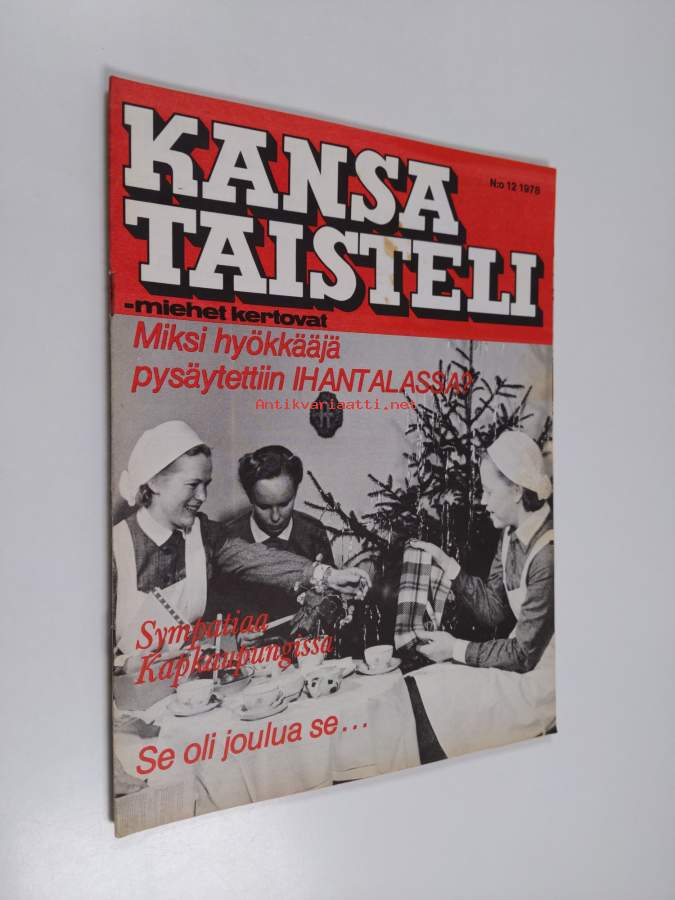 KANSA
TAISTELI
N:o 12 1978
-miehet kertovat
Miksi hyökkääjä
pysäytettiin IHANTALASSA?
Antikvariaatti.net
Sympatiaa
Kapkaupungissa
Se oli joulua se...